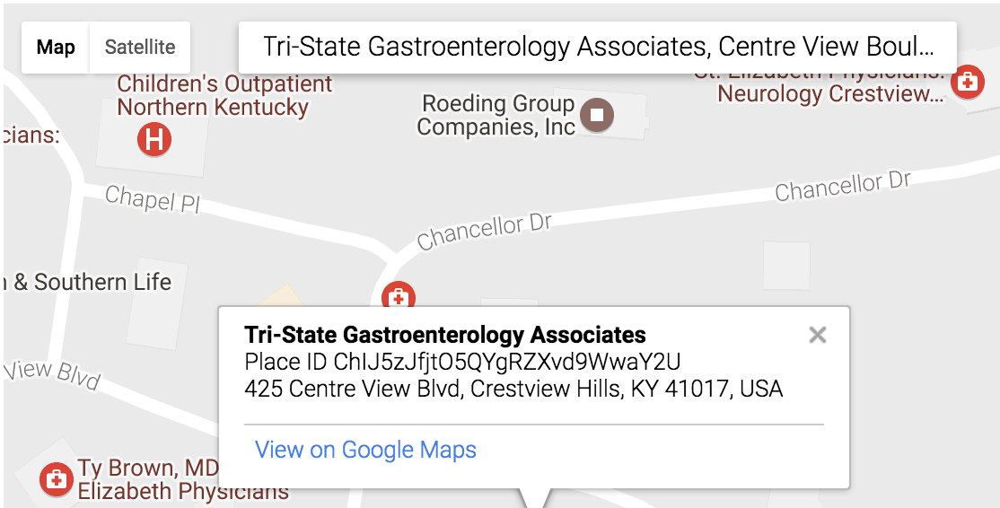 Map
Satellite
Tri-State Gastroenterology Associates, Centre View Boul...
Children's Outpatient
Northern Kentucky
H
cians:
Roeding Group
Companies, Inc
St. Elizabeth Physicians:
Neurology Crestview...
Chapel Pl
Chancellor Dr
Chancellor Dr
n & Southern Life
View Blvd
Tri-State Gastroenterology Associates
Place ID ChIJ5zJfjtO5QYgRZXvd9WwaY2U
425 Centre View Blvd, Crestview Hills, KY 41017, USA
View on Google Maps
Ty Brown, MD
Elizabeth Physicians